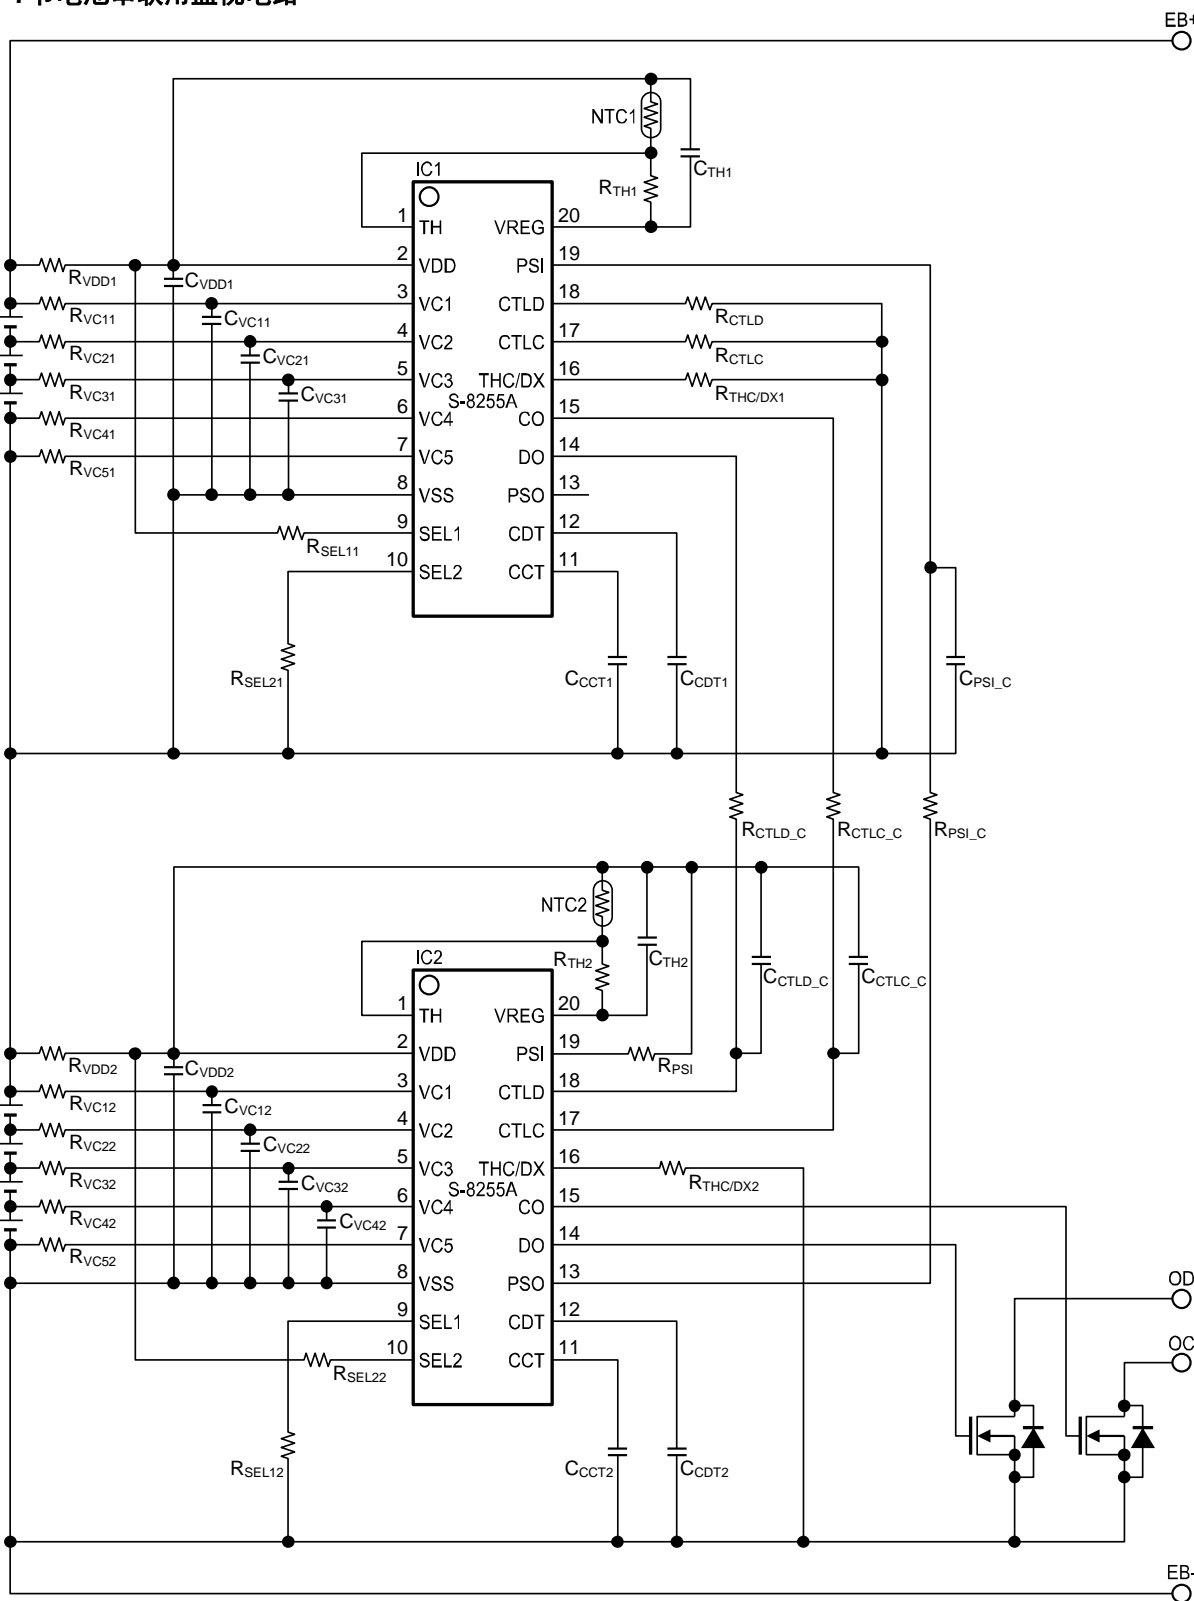 EB+
NTC1
CTH1
RTH1
IC1
1 TH VREG 20
2 VDD PSI 19
3 VC1 CTLD 18
4 VC2 CTLC 17
5 VC3 THC/DX 16
S-8255A
6 VC4 CO 15
7 VC5 DO 14
8 VSS PSO 13
9 SEL1 CDT 12
10 SEL2 CCT 11
RVDD1
CVDD1
RVC11
CVC11
RVC21
CVC21
RVC31
CVC31
RVC41
RVC51
RCTLD
RCTLC
RTHC/DX1
RSEL11
RSEL21
CCCT1
CCDT1
CPSI_C
RCTLD_C
RCTLC_C
RPSI_C
NTC2
RTH2
CTH2
CCTLD_C
CCTLC_C
IC2
1 TH VREG 20
2 VDD PSI 19
3 VC1 CTLD 18
4 VC2 CTLC 17
5 VC3 THC/DX 16
S-8255A
6 VC4 CO 15
7 VC5 DO 14
8 VSS PSO 13
9 SEL1 CDT 12
10 SEL2 CCT 11
RVDD2
CVDD2
RPSI
RVC12
CVC12
RVC22
CVC22
RVC32
CVC32
RTHC/DX2
RVC42
CVC42
RVC52
OD
OC
RSEL22
RSEL12
CCCT2
CCDT2
EB-